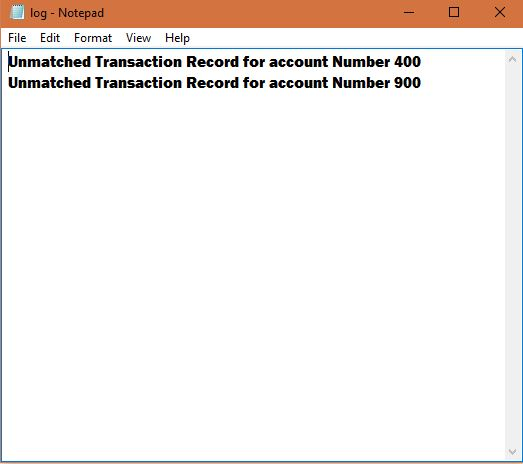 log - Notepad
File Edit Format View Help
Unmatched Transaction Record for account Number 400
Unmatched Transaction Record for account Number 900